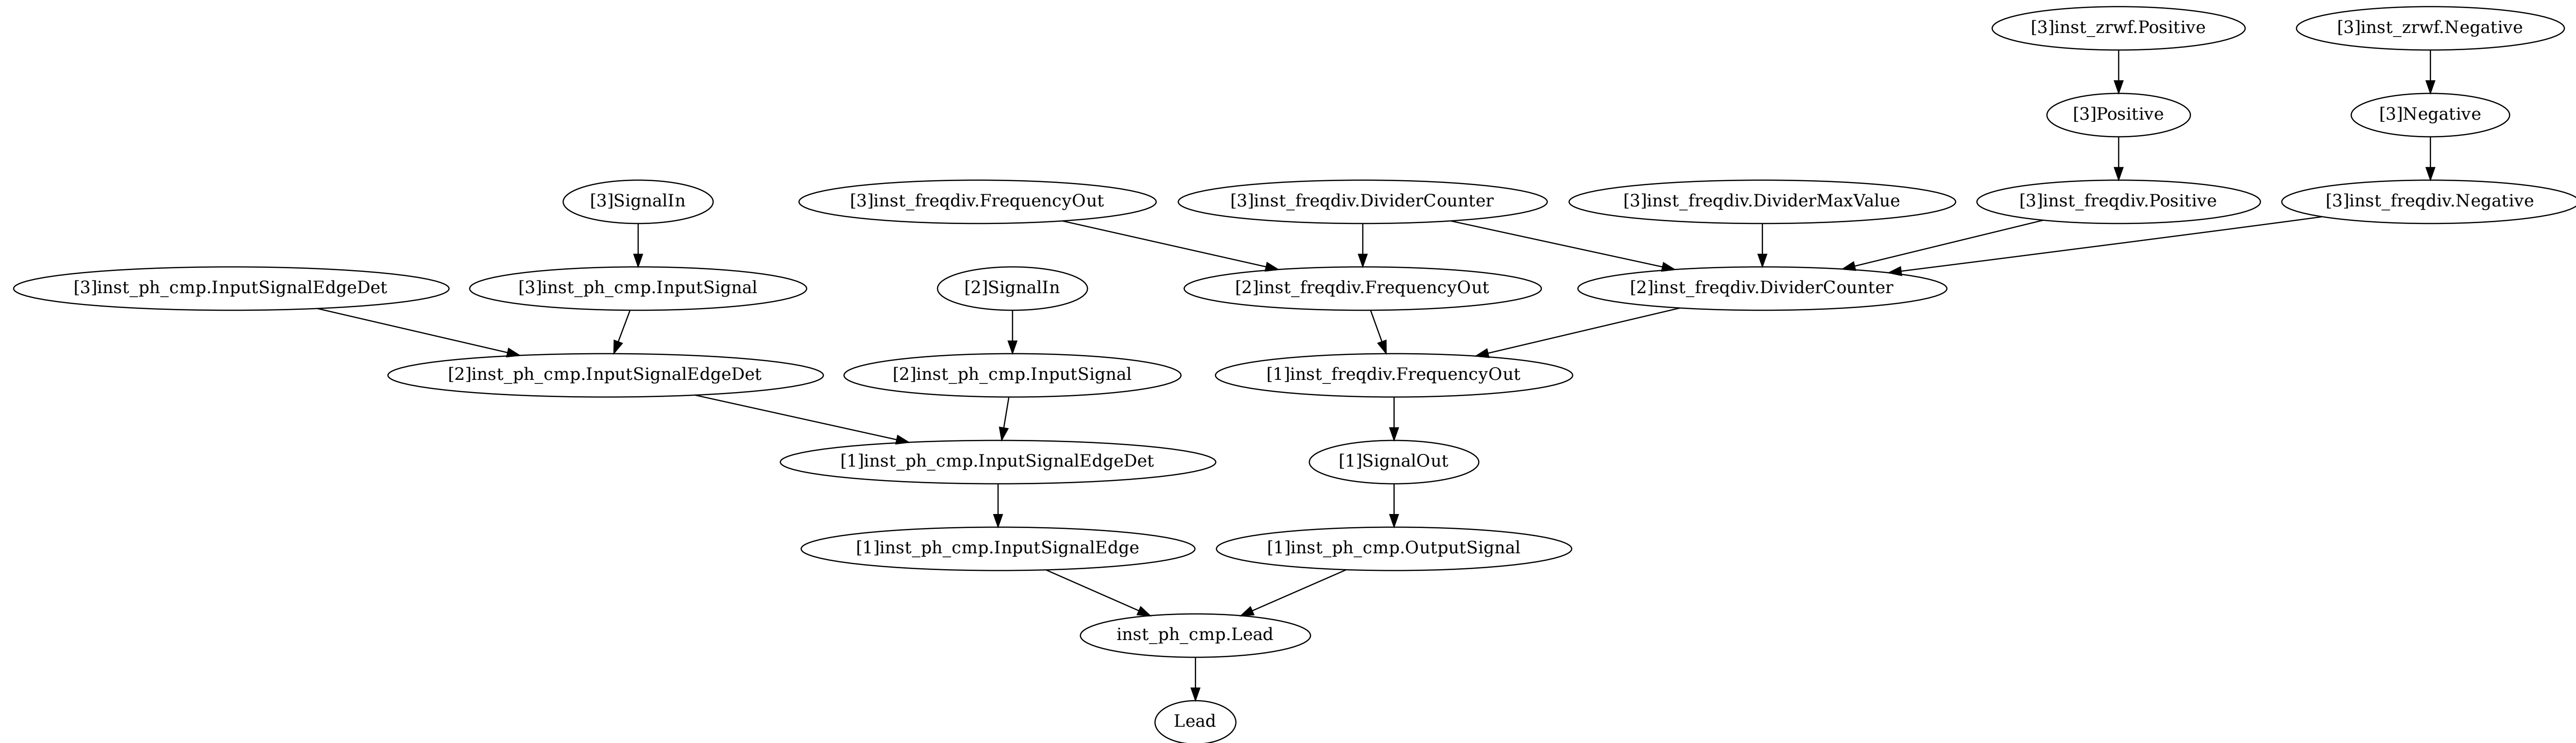 [3]inst_zrwf.Positive
[3]inst_zrwf.Negative
[3]Positive
[3]Negative
[3]SignalIn
[3]inst_freqdiv.FrequencyOut
[3]inst_freqdiv.DividerCounter
[3]inst_freqdiv.DividerMaxValue
[3]inst_freqdiv.Positive
[3]inst_freqdiv.Negative
[3]inst_ph_cmp.InputSignalEdgeDet
[3]inst_ph_cmp.InputSignal
[2]SignalIn
[2]inst_freqdiv.FrequencyOut
[2]inst_freqdiv.DividerCounter
[2]inst_ph_cmp.InputSignalEdgeDet
[2]inst_ph_cmp.InputSignal
[1]inst_freqdiv.FrequencyOut
[1]inst_ph_cmp.InputSignalEdgeDet
[1]SignalOut
[1]inst_ph_cmp.InputSignalEdge
[1]inst_ph_cmp.OutputSignal
inst_ph_cmp.Lead
Lead